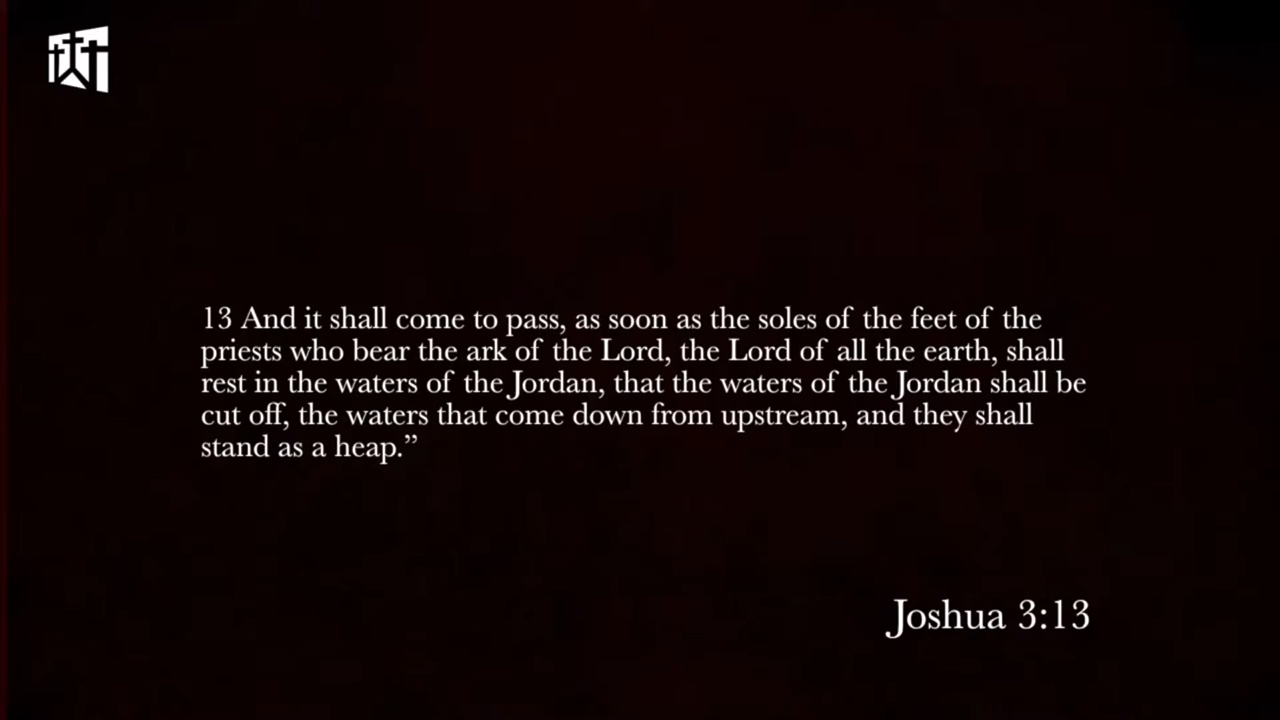 13 And it shall come to pass, as soon as the soles of the feet of the
priests who bear the ark of the Lord, the Lord of all the earth, shall
rest in the waters of the Jordan, that the waters of the Jordan shall be
cut off, the waters that come down from upstream, and they shall
stand as a heap.”
Joshua 3:13